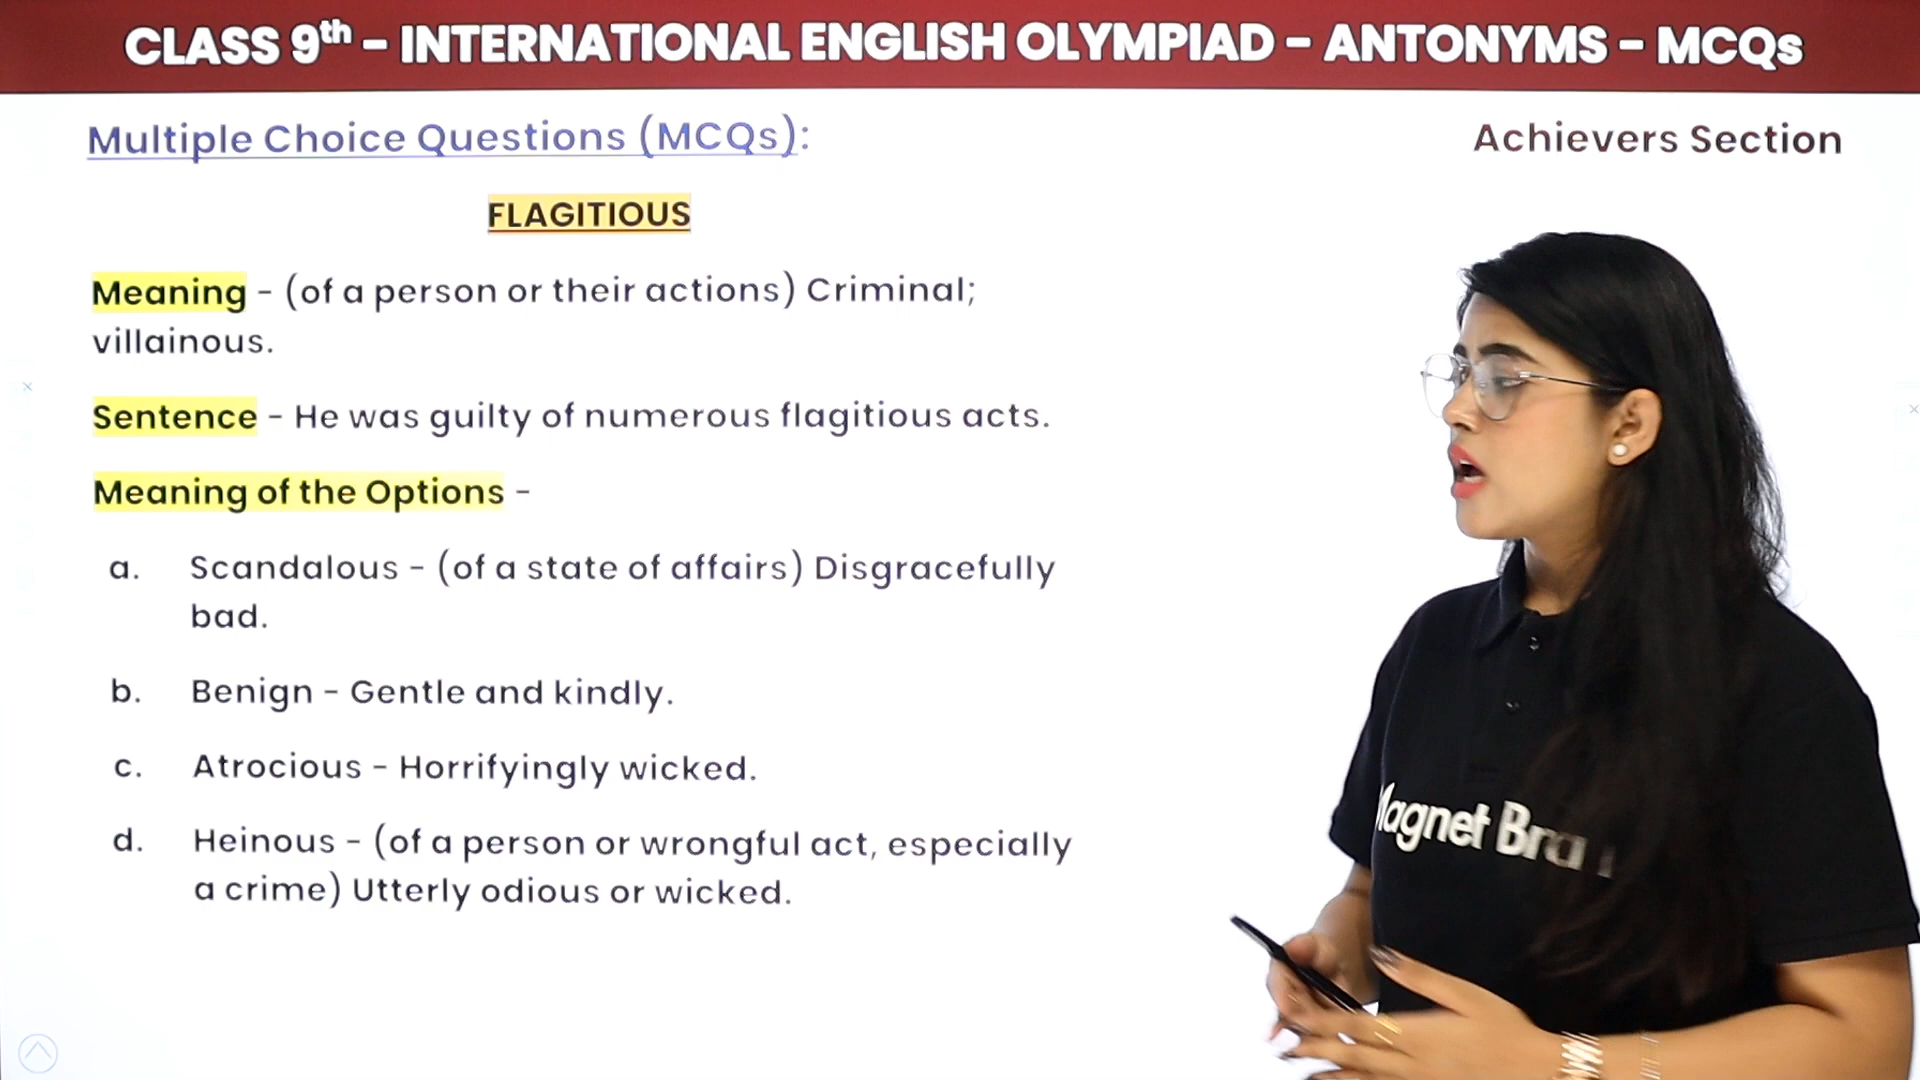 CLASS 9th - INTERNATIONAL ENGLISH OLYMPIAD - ANTONYMS - MCQs
Multiple Choice Questions (MCQs):
Achievers Section
FLAGITIOUS
Meaning - (of a person or their actions) Criminal;
villainous.
Sentence - He was guilty of numerous flagitious acts.
Meaning of the Options -
a. Scandalous - (of a state of affairs) Disgracefully
bad.
b. Benign - Gentle and kindly.
c. Atrocious - Horrifyingly wicked.
d. Heinous - (of a person or wrongful act, especially
a crime) Utterly odious or wicked.
Magnet